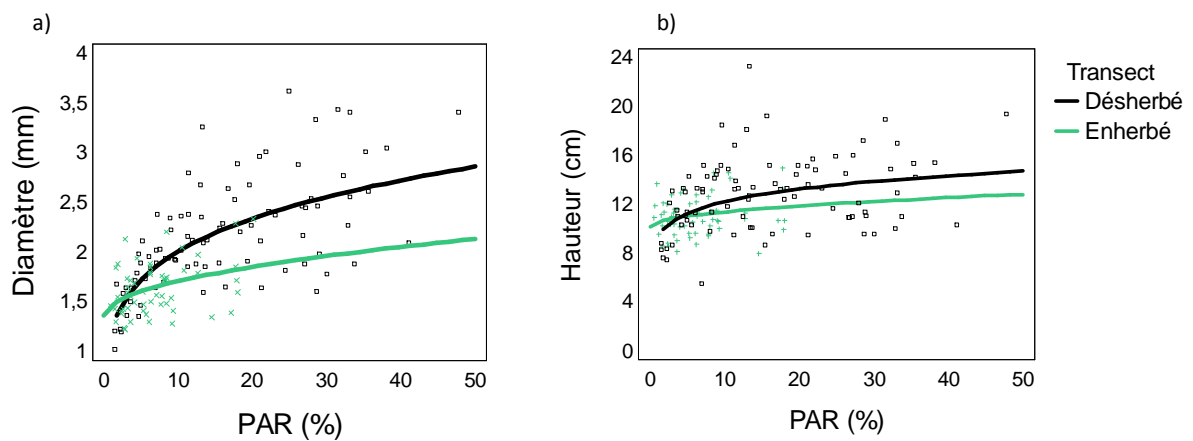 a)
Diamètre (mm)
4
3,5
3
2,5
2
1,5
1
0 10 20 30 40 50
PAR (%)
b)
Hauteur (cm)
24
20
16
12
8
4
0
0 10 20 30 40 50
PAR (%)
Transect
Désherbé
Enherbé